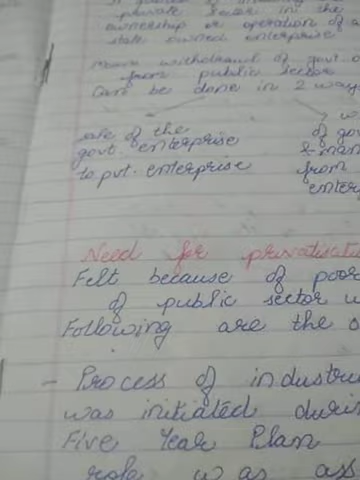 private sector in the
ownership or operation of a
state owned enterprise
withdrawal of govt o
from public sector
Can be done in 2 ways
sale of the
govt. enterprise
to pvt. enterprise
w
of gov
& man
from
enter
Need for privatisati
Felt because of poor
of public sector u
Following are the o
- Process of industri
was initiated durin
Five Year Plan
role was ass